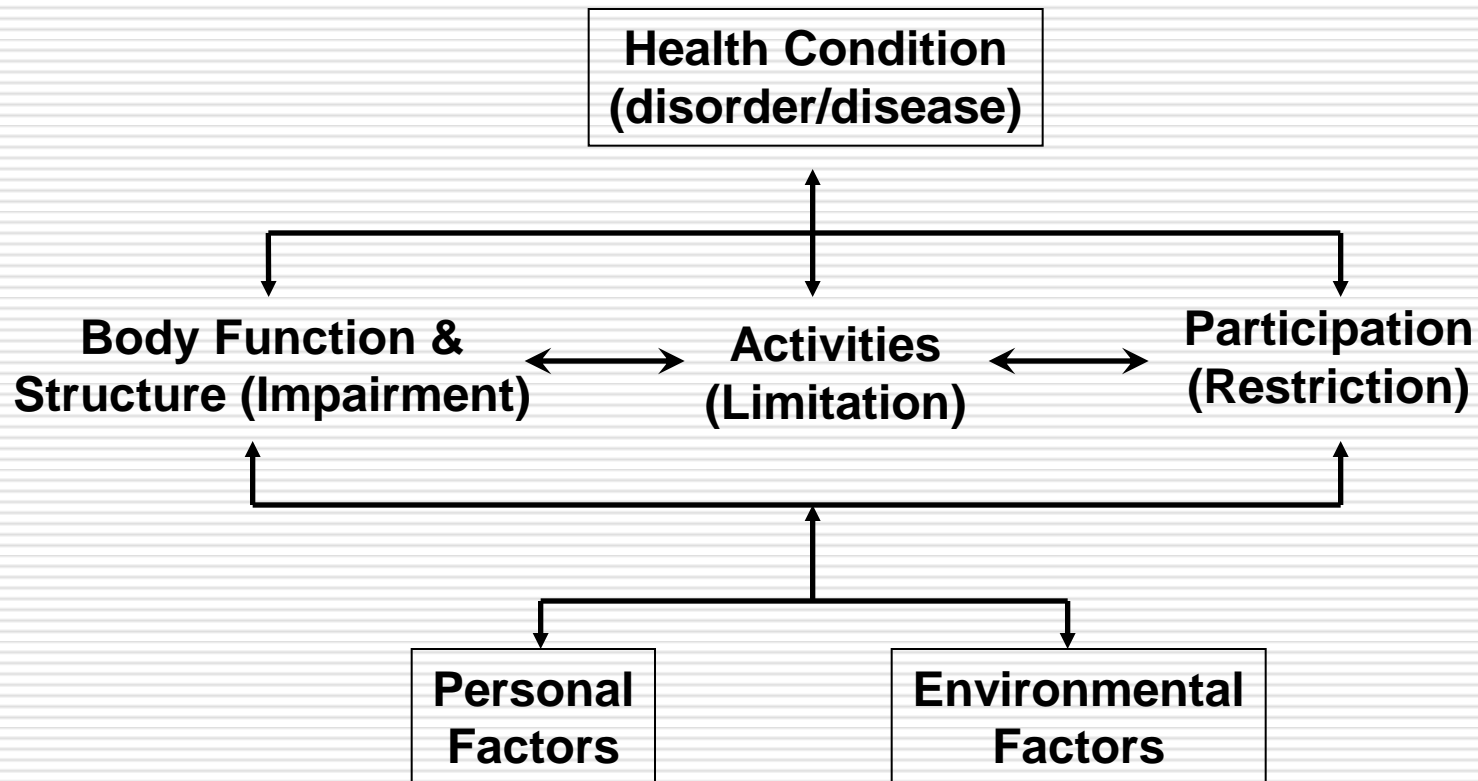 Health Condition
(disorder/disease)
Body Function &
Structure (Impairment)
Activities
(Limitation)
Participation
(Restriction)
Personal
Factors
Environmental
Factors